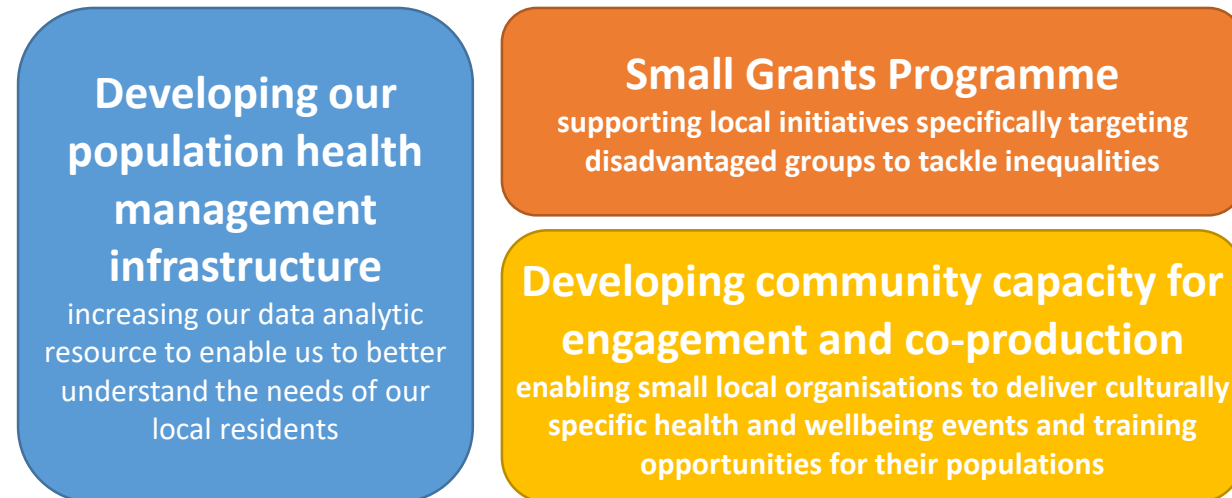 Developing our
population health
management
infrastructure
increasing our data analytic
resource to enable us to better
understand the needs of our
local residents
Small Grants Programme
supporting local initiatives specifically targeting
disadvantaged groups to tackle inequalities
Developing community capacity for
engagement and co-production
enabling small local organisations to deliver culturally
specific health and wellbeing events and training
opportunities for their populations